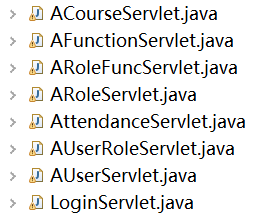 ACourseServlet.java
AFunctionServlet.java
ARoleFuncServlet.java
ARoleServlet.java
AttendanceServlet.java
AUserRoleServlet.java
AUserServlet.java
LoginServlet.java